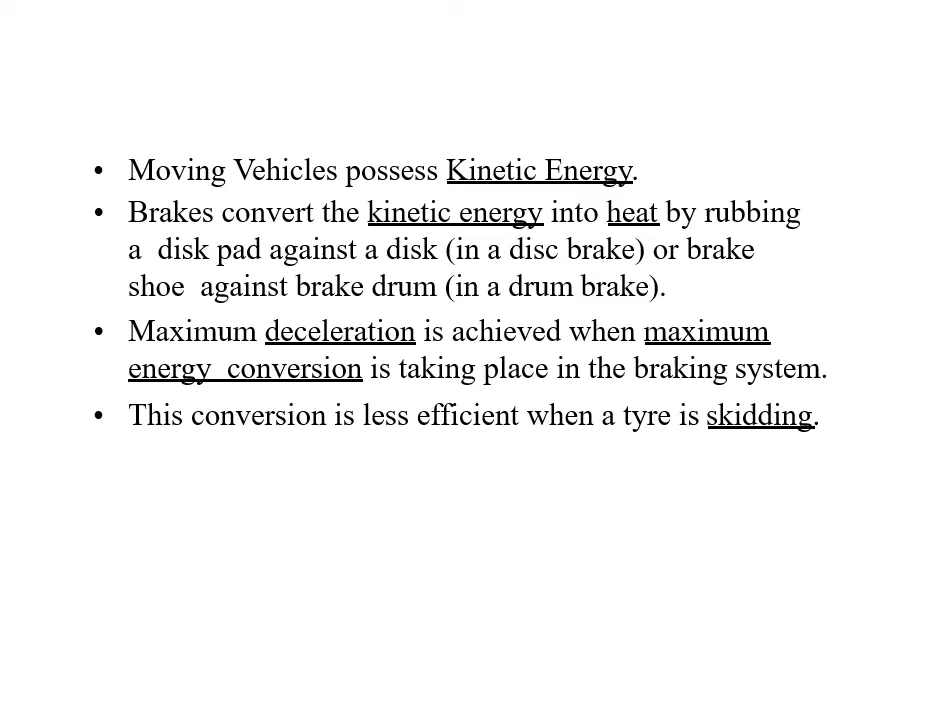 • Moving Vehicles possess Kinetic Energy.
• Brakes convert the kinetic energy into heat by rubbing
a  disk pad against a disk (in a disc brake) or brake
shoe  against brake drum (in a drum brake).
• Maximum deceleration is achieved when maximum
energy  conversion is taking place in the braking system.
• This conversion is less efficient when a tyre is skidding.